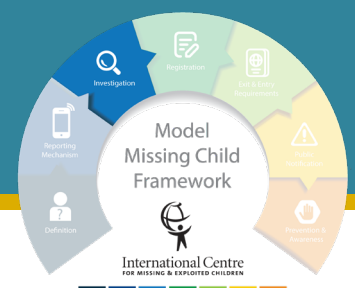 Investigation
Registration
Exit & Entry
Requirements
Reporting
Mechanism
Definition
?
Prevention &
Awareness
Model
Missing Child
Framework
International Centre
FOR MISSING & EXPLOITED CHILDREN